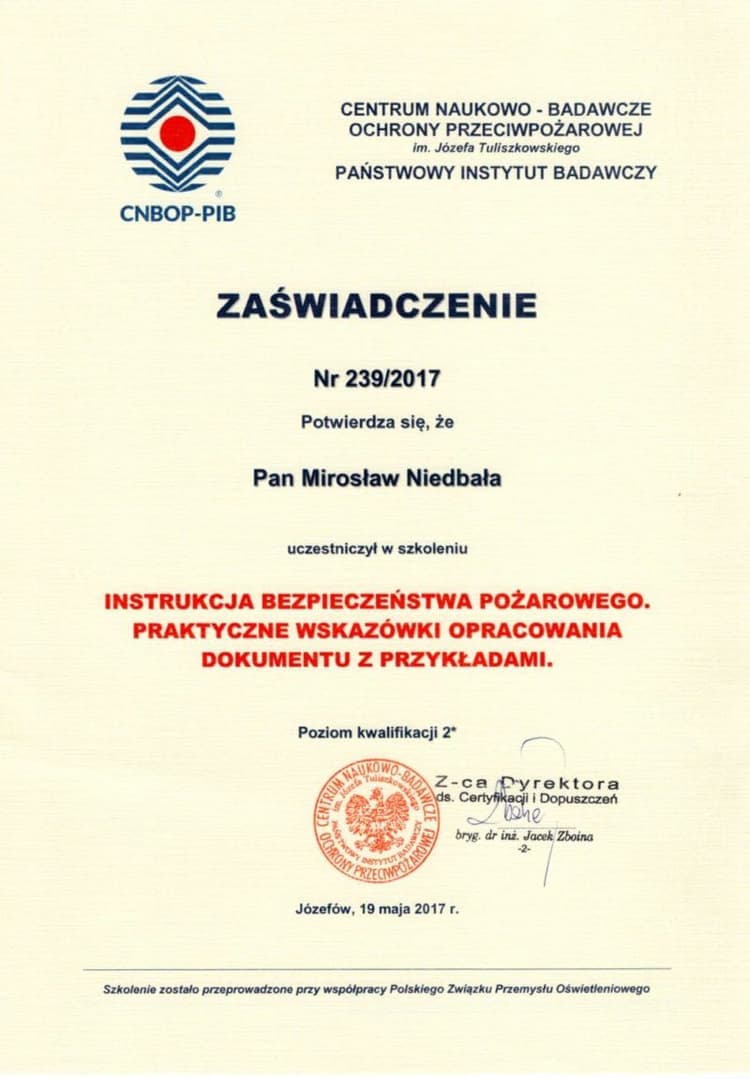 CNBOP-PIB
®
CENTRUM NAUKOWO - BADAWCZE
OCHRONY PRZECIWPOŻAROWEJ
im. Józefa Tuliszkowskiego
PAŃSTWOWY INSTYTUT BADAWCZY
ZAŚWIADCZENIE
Nr 239/2017
Potwierdza się, że
Pan Mirosław Niedbała
uczestniczył w szkoleniu
INSTRUKCJA BEZPIECZEŃSTWA POŻAROWEGO.
PRAKTYCZNE WSKAZÓWKI OPRACOWANIA
DOKUMENTU Z PRZYKŁADAMI.
Poziom kwalifikacji 2*
CENTRUM NAUKOWO-BADAWCZE
OCHRONY PRZECIWPOŻAROWEJ
im. Józefa Tuliszkowskiego
PAŃSTWOWY INSTYTUT BADAWCZY
Z-ca Dyrektora
ds. Certyfikacji i Dopuszczeń
bryg. dr inż. Jacek Zboina
-2-
Józefów, 19 maja 2017 r.
Szkolenie zostało przeprowadzone przy współpracy Polskiego Związku Przemysłu Oświetleniowego